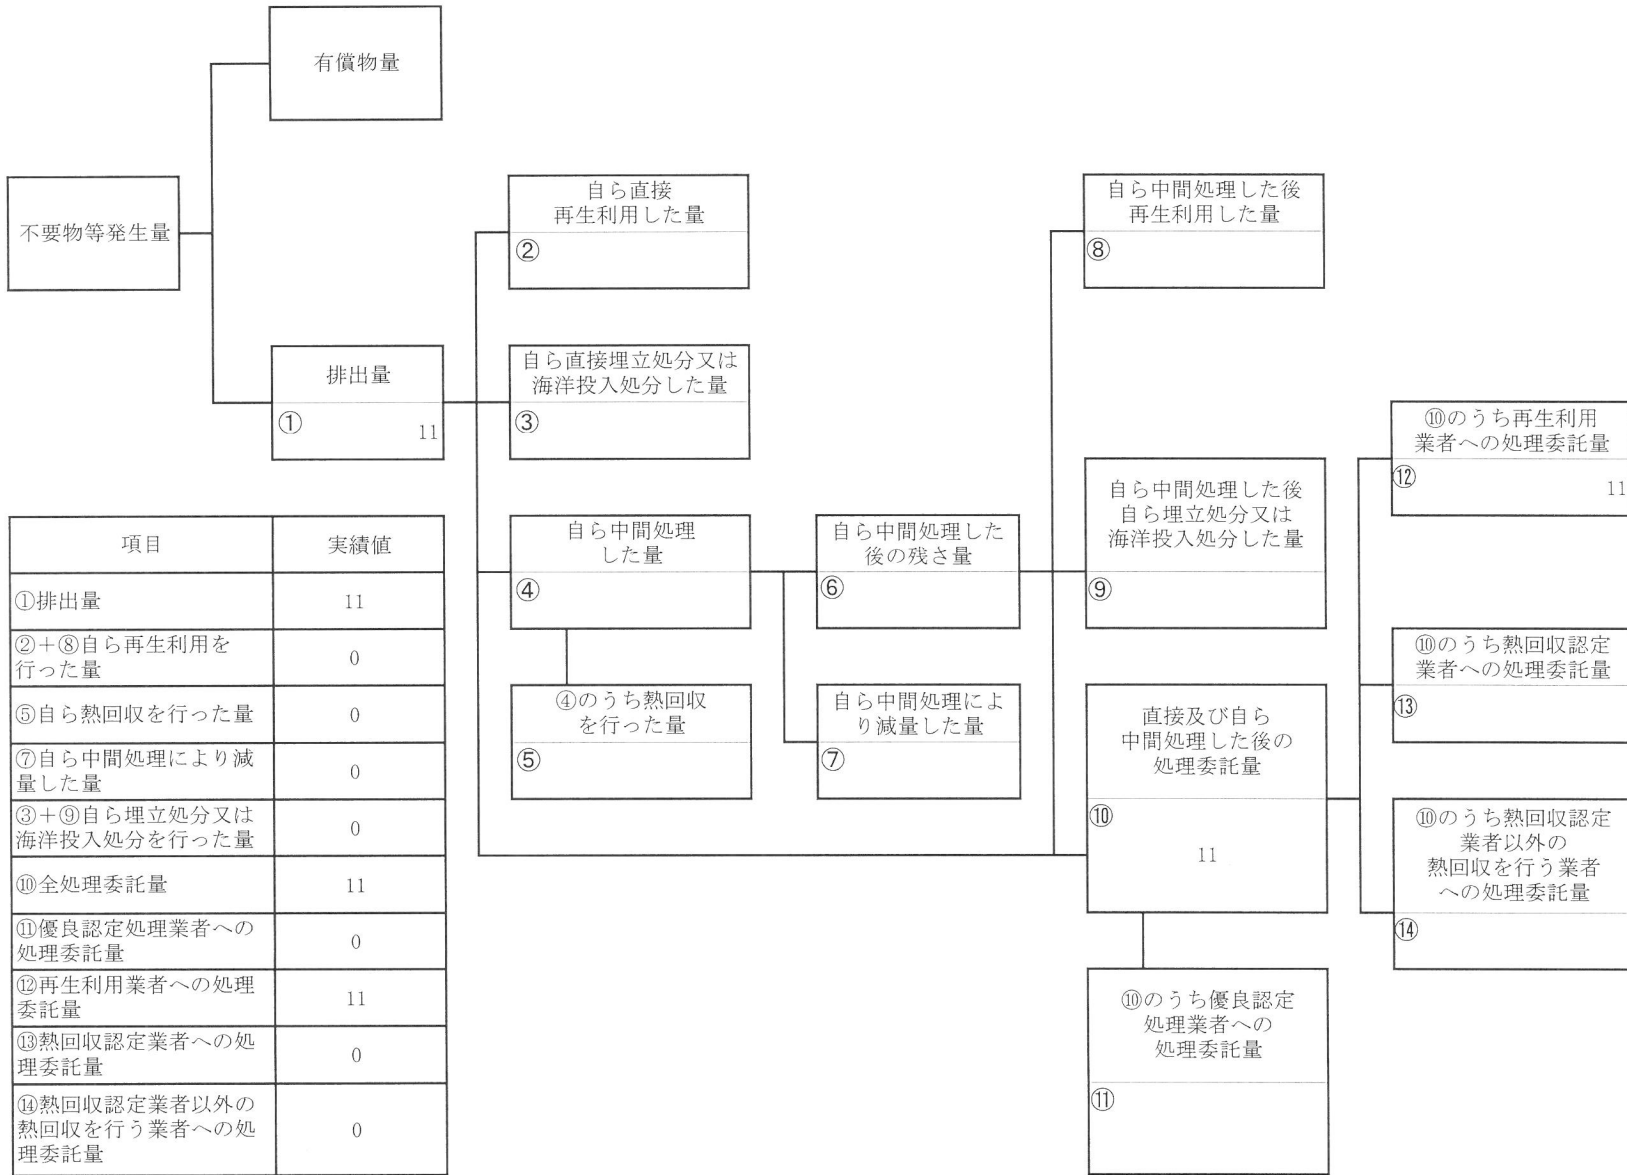 有償物量
不要物等発生量
排出量
①
11
自ら直接
再生利用した量
②
自ら直接埋立処分又は
海洋投入処分した量
③
自ら中間処理
した量
④
④のうち熱回収
を行った量
⑤
自ら中間処理した
後の残さ量
⑥
自ら中間処理によ
り減量した量
⑦
自ら中間処理した後
再生利用した量
⑧
自ら中間処理した後
自ら埋立処分又は
海洋投入処分した量
⑨
直接及び自ら
中間処理した後の
処理委託量
⑩
11
⑩のうち優良認定
処理業者への
処理委託量
⑪
⑩のうち再生利用
業者への処理委託量
⑫
11
⑩のうち熱回収認定
業者への処理委託量
⑬
⑩のうち熱回収認定
業者以外の
熱回収を行う業者
への処理委託量
⑭
項目 実績値
①排出量 11
②+⑧自ら再生利用を
行った量 0
⑤自ら熱回収を行った量 0
⑦自ら中間処理により減
量した量 0
③+⑨自ら埋立処分又は
海洋投入処分を行った量 0
⑩全処理委託量 11
⑪優良認定処理業者への
処理委託量 0
⑫再生利用業者への処理
委託量 11
⑬熱回収認定業者への処
理委託量 0
⑭熱回収認定業者以外の
熱回収を行う業者への処
理委託量 0